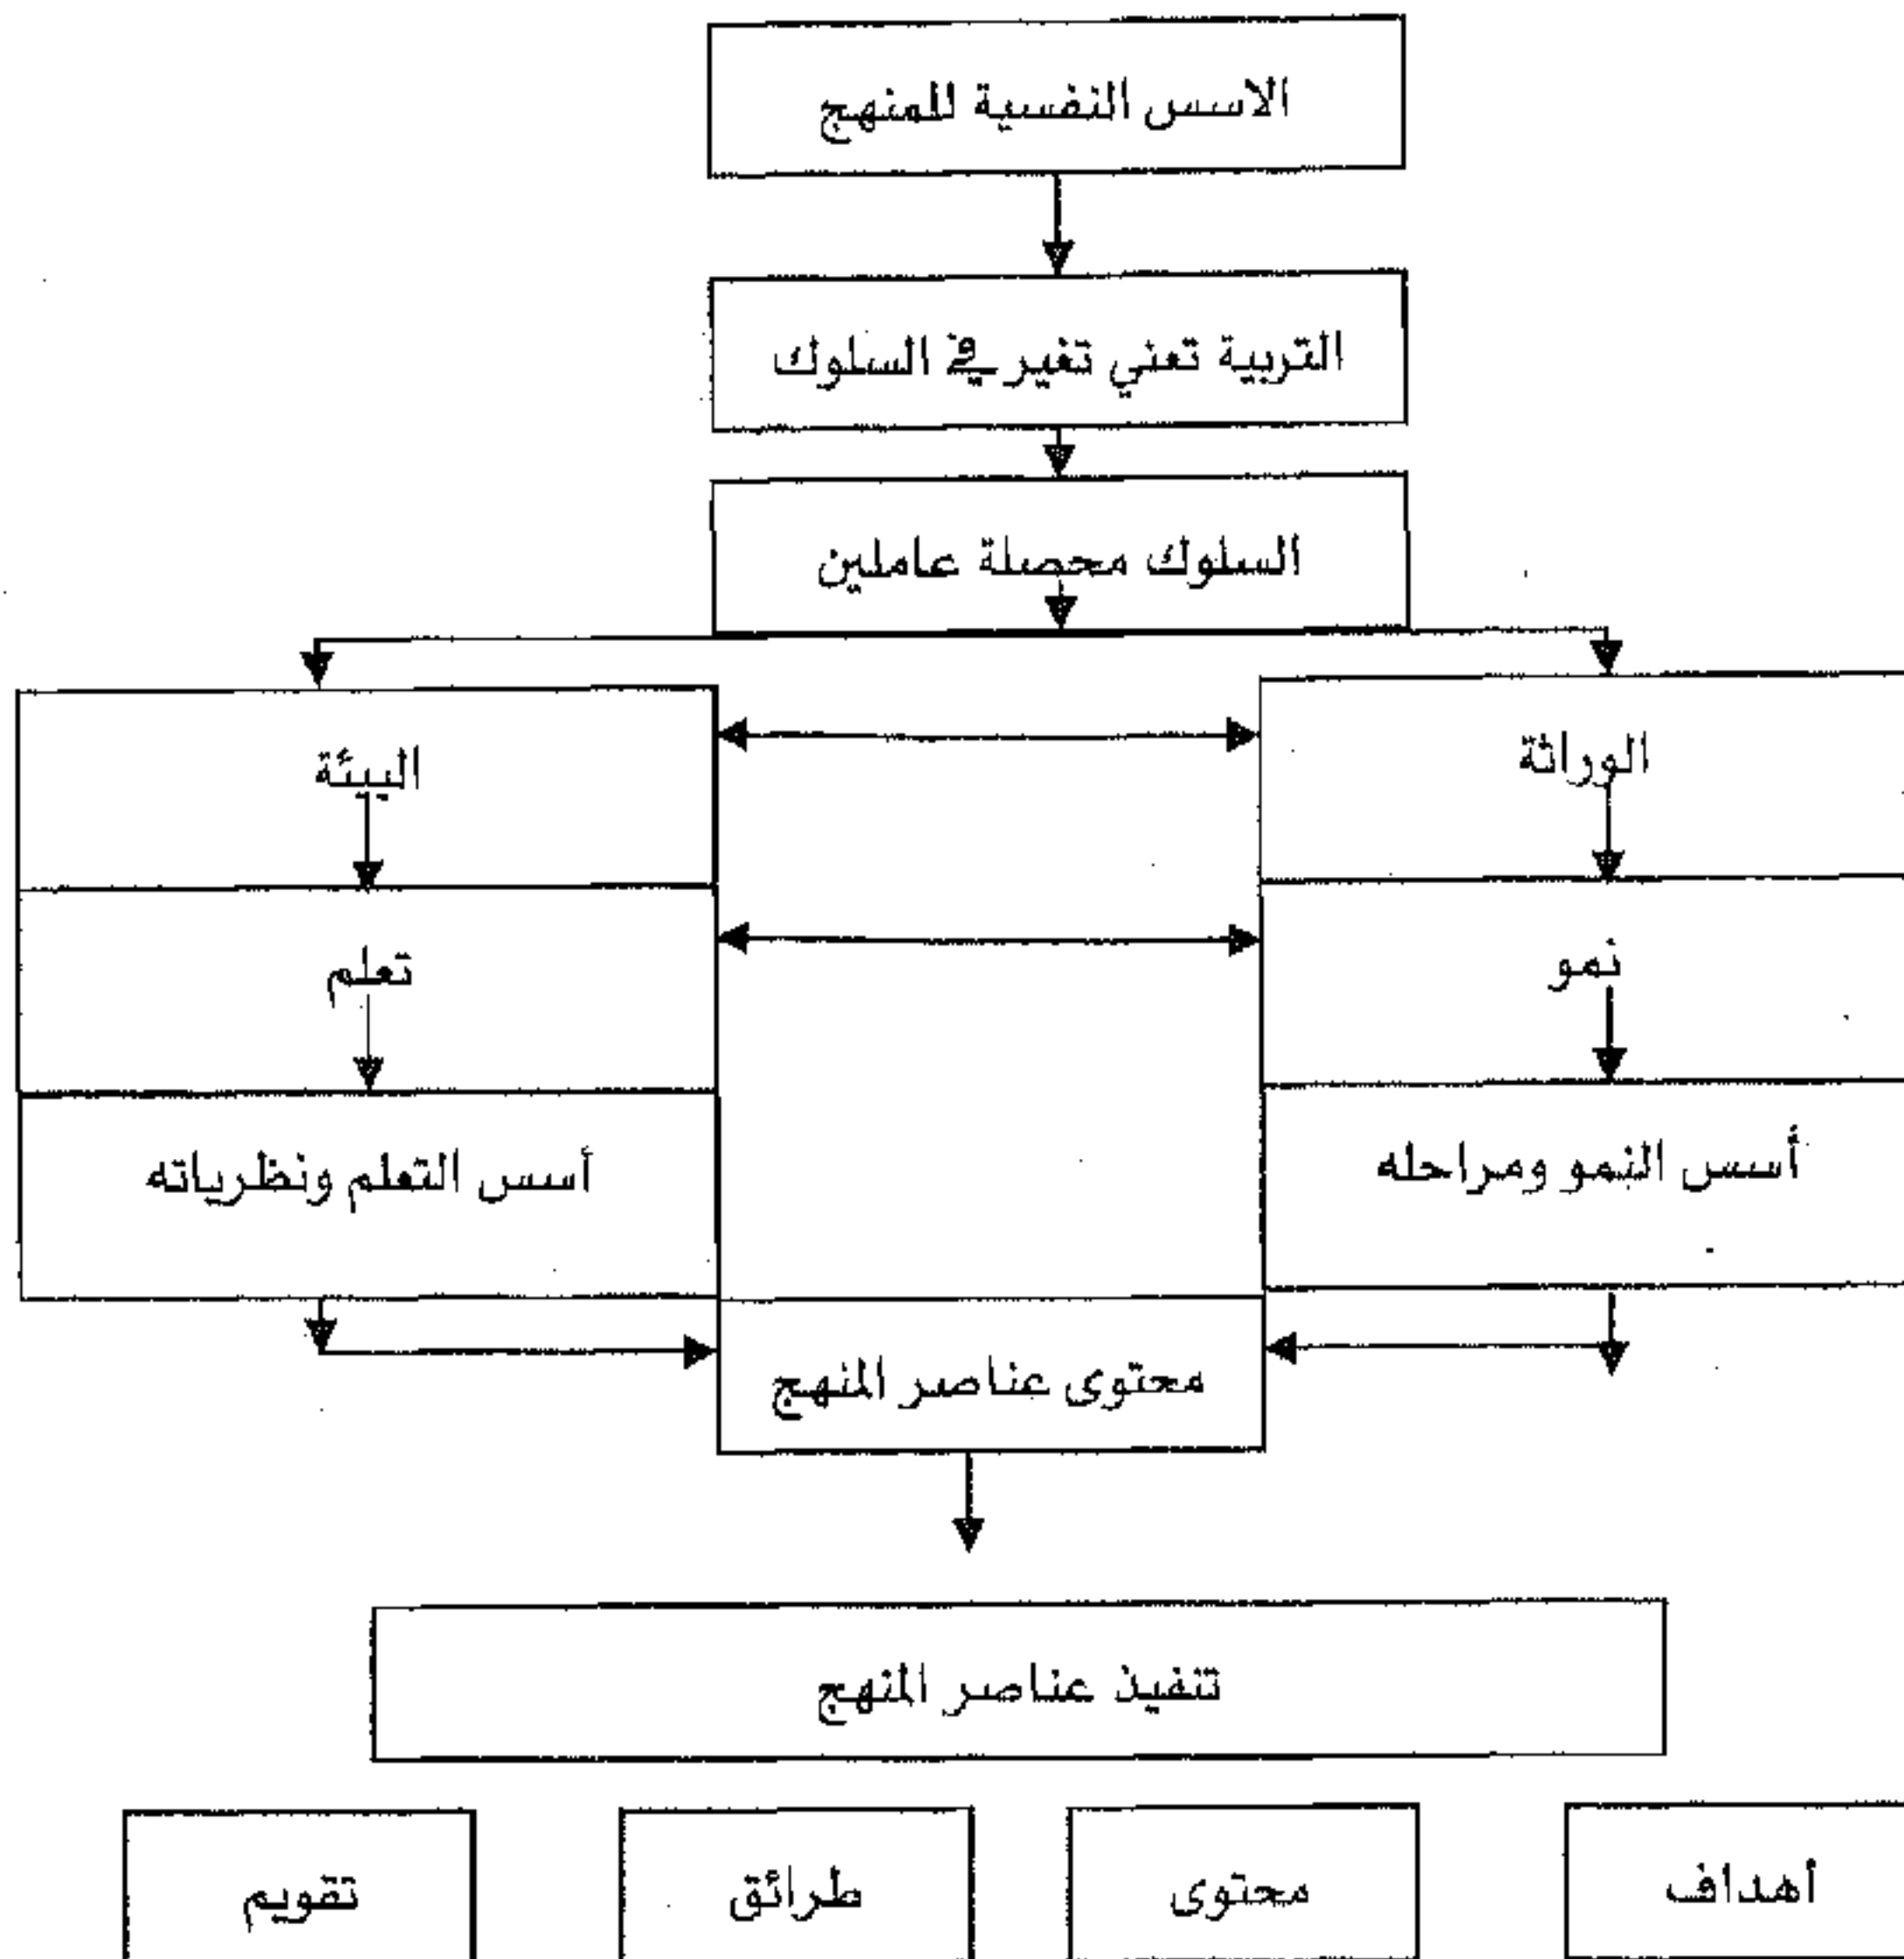 الاسس النفسية للمنهج
التربية تعني تغير في السلوك
السلوك محصلة عاملين
الوراثة
البيئة
نمو
تعلم
أسس النمو ومراحله
أسس التعلم ونظرياته
محتوى عناصر المنهج
تنفيذ عناصر المنهج
أهداف
محتوى
طرائق
تقويم